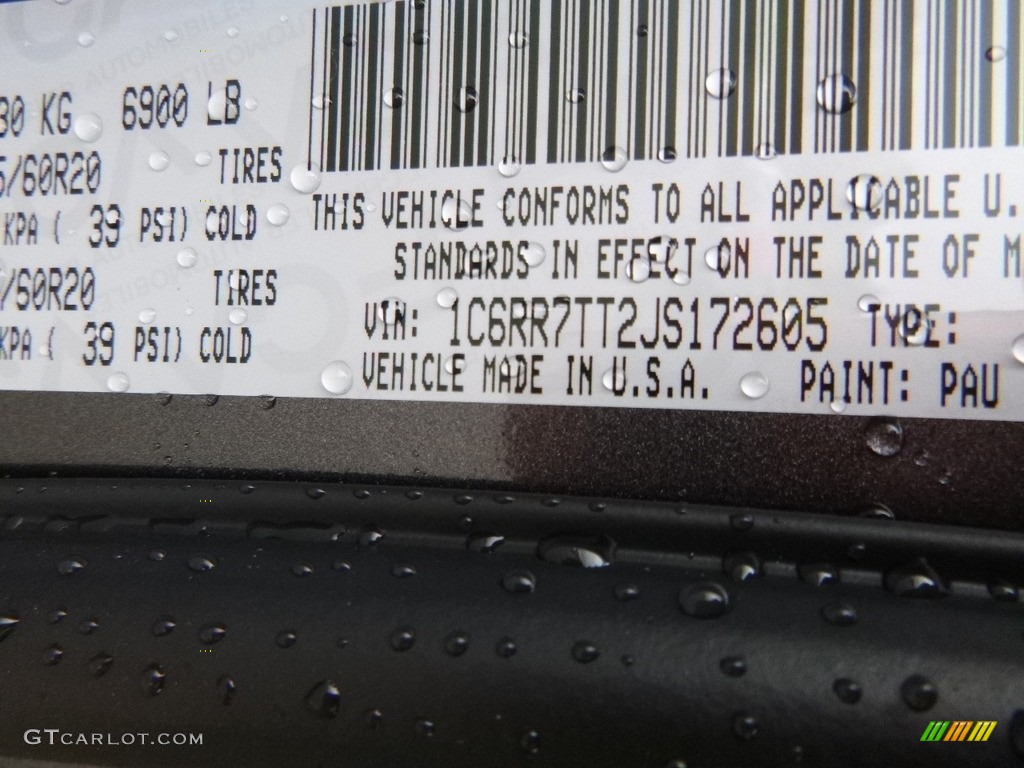 30 KG 6900 LB
5/60R20 TIRES
KPA ( 39 PSI) COLD
/60R20 TIRES
KPA ( 39 PSI) COLD
THIS VEHICLE CONFORMS TO ALL APPLICABLE U.
STANDARDS IN EFFECT ON THE DATE OF M
VIN: 1C6RR7TT2JS172605 TYPE:
VEHICLE MADE IN U.S.A. PAINT: PAU
GTCARLOT.COM